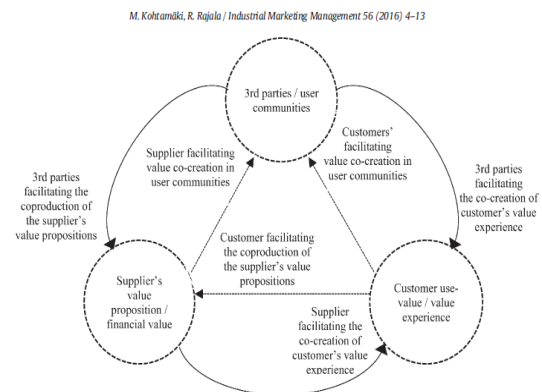 M. Kohtamäki, R. Rajala / Industrial Marketing Management 56 (2016) 4–13
3rd parties / user
communities
Supplier facilitating
value co-creation in
user communities
Customers'
facilitating
value co-creation in
user communities
3rd parties
facilitating the
coproduction of
the supplier's
value propositions
3rd parties
facilitating
the co-creation of
customer's value
experience
Customer facilitating
the coproduction of
the supplier's value
propositions
Supplier's
value
proposition /
financial value
Customer use-
value / value
experience
Supplier
facilitating the
co-creation of
customer's value
experience